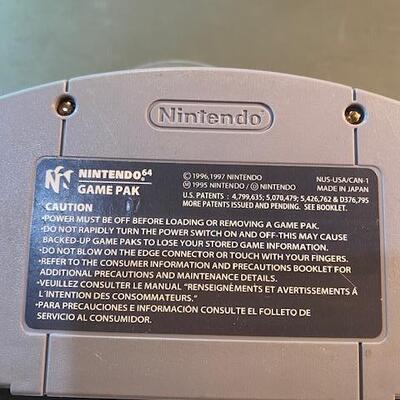 Nintendo
NINTENDO64
GAME PAK
© 1996,1997 NINTENDO
Ⓜ 1995 NINTENDO / Ⓓ NINTENDO
NUS-USA/CAN-1
MADE IN JAPAN
U.S. PATENTS : 4,799,635; 5,070,479; 5,426,762 & D376,795
MORE PATENTS ISSUED AND PENDING. SEE BOOKLET.
CAUTION
•POWER MUST BE OFF BEFORE LOADING OR REMOVING A GAME PAK.
•DO NOT RAPIDLY TURN THE POWER SWITCH ON AND OFF-THIS MAY CAUSE
BACKED-UP GAME PAKS TO LOSE YOUR STORED GAME INFORMATION.
•DO NOT BLOW ON THE EDGE CONNECTOR OR TOUCH WITH YOUR FINGERS.
•REFER TO THE CONSUMER INFORMATION AND PRECAUTIONS BOOKLET FOR
ADDITIONAL PRECAUTIONS AND MAINTENANCE DETAILS.
•VEUILLEZ CONSULTER LE MANUEL "RENSEIGNEMENTS ET AVERTISSEMENTS À
L'INTENTION DES CONSOMMATEURS."
•PARA PRECAUCIONES E INFORMACIÓN CONSULTE EL FOLLETO DE
SERVICIO AL CONSUMIDOR.